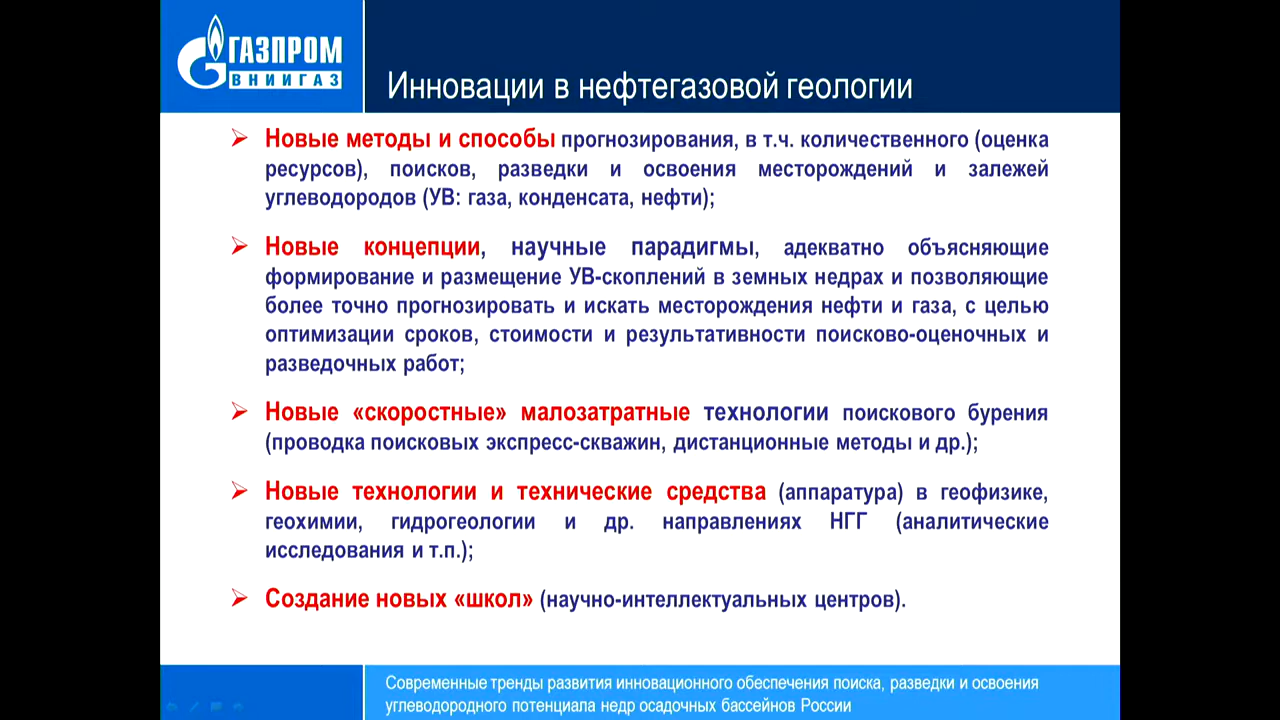 ГАЗПРОМ
ВНИИГАЗ
Инновации в нефтегазовой геологии
Новые методы и способы прогнозирования, в т.ч. количественного (оценка
ресурсов), поисков, разведки и освоения месторождений и залежей
углеводородов (УВ: газа, конденсата, нефти);
Новые концепции, научные парадигмы, адекватно объясняющие
формирование и размещение УВ-скоплений в земных недрах и позволяющие
более точно прогнозировать и искать месторождения нефти и газа, с целью
оптимизации сроков, стоимости и результативности поисково-оценочных и
разведочных работ;
Новые «скоростные» малозатратные технологии поискового бурения
(проводка поисковых экспресс-скважин, дистанционные методы и др.);
Новые технологии и технические средства (аппаратура) в геофизике,
геохимии, гидрогеологии и др. направлениях НГГ (аналитические
исследования и т.п.);
Создание новых «школ» (научно-интеллектуальных центров).
Современные тренды развития инновационного обеспечения поиска, разведки и освоения
углеводородного потенциала недр осадочных бассейнов России